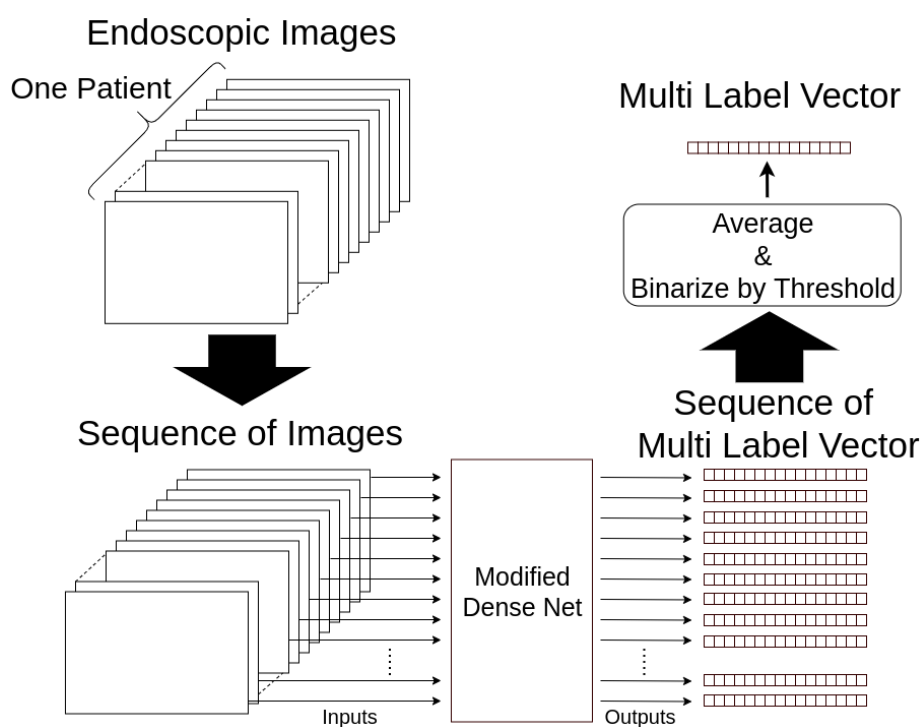 Endoscopic Images
One Patient
Sequence of Images
Inputs
Modified
Dense Net
Outputs
Sequence of
Multi Label Vector
Average
&
Binarize by Threshold
Multi Label Vector